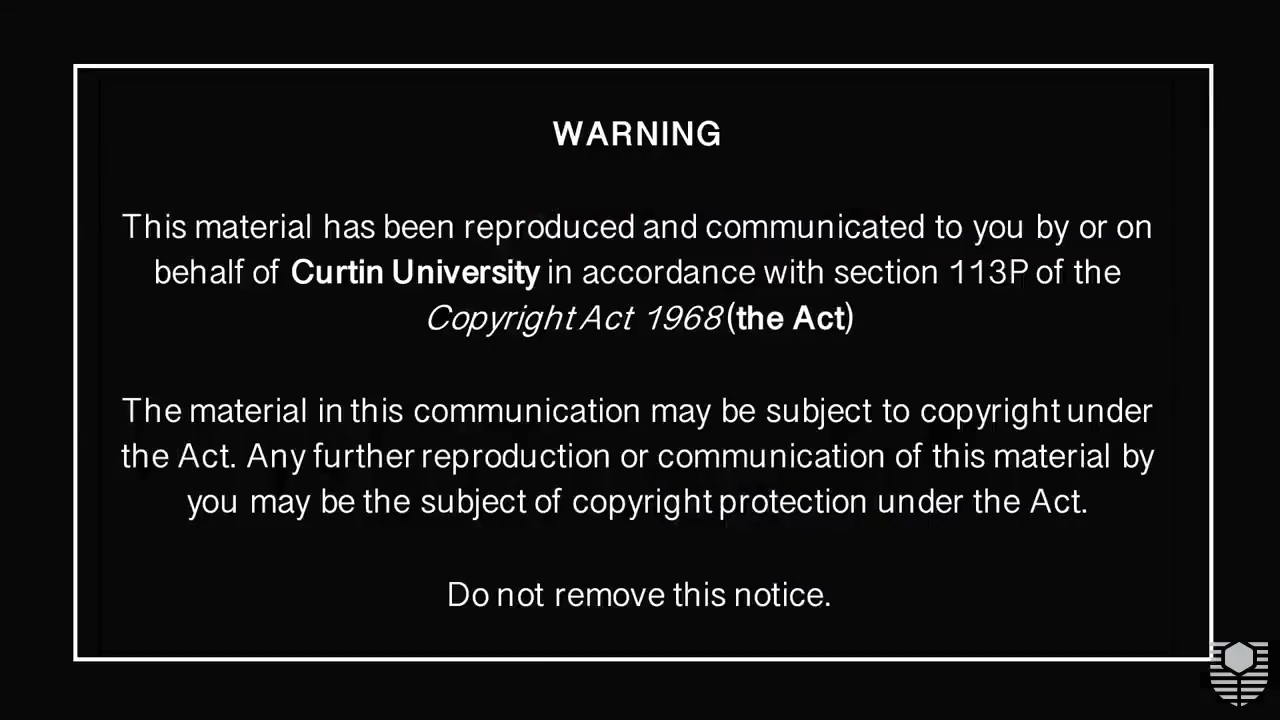 WARNING
This material has been reproduced and communicated to you by or on
behalf of Curtin University in accordance with section 113P of the
Copyright Act 1968 (the Act)
The material in this communication may be subject to copyright under
the Act. Any further reproduction or communication of this material by
you may be the subject of copyright protection under the Act.
Do not remove this notice.